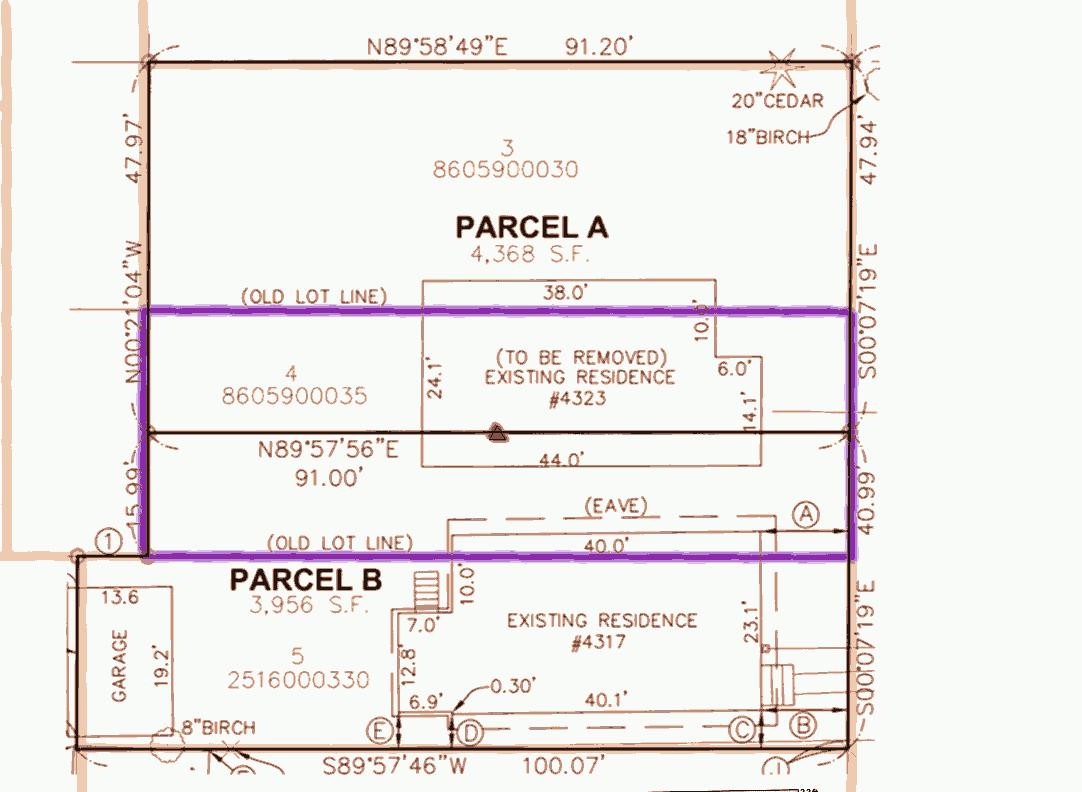 N89°58'49"E 91.20'
20"CEDAR
18"BIRCH
47.97'
47.94'
3
8605900030
PARCEL A
4,368 S.F.
N00°21'04"W
S00°07'19"E
(OLD LOT LINE)
38.0'
10.0'
(TO BE REMOVED)
EXISTING RESIDENCE
#4323
6.0'
24.1'
14.1'
4
8605900035
N89°57'56"E
91.00'
44.0'
15.99'
40.99'
(EAVE)
A
1
(OLD LOT LINE)
40.0'
PARCEL B
3,956 S.F.
10.0'
13.6
7.0'
EXISTING RESIDENCE
#4317
23.1'
S00°07'19"E
GARAGE
19.2'
5
2516000330
12.8'
6.9'
0.30'
40.1'
8"BIRCH
E
D
C
B
S89°57'46"W 100.07'